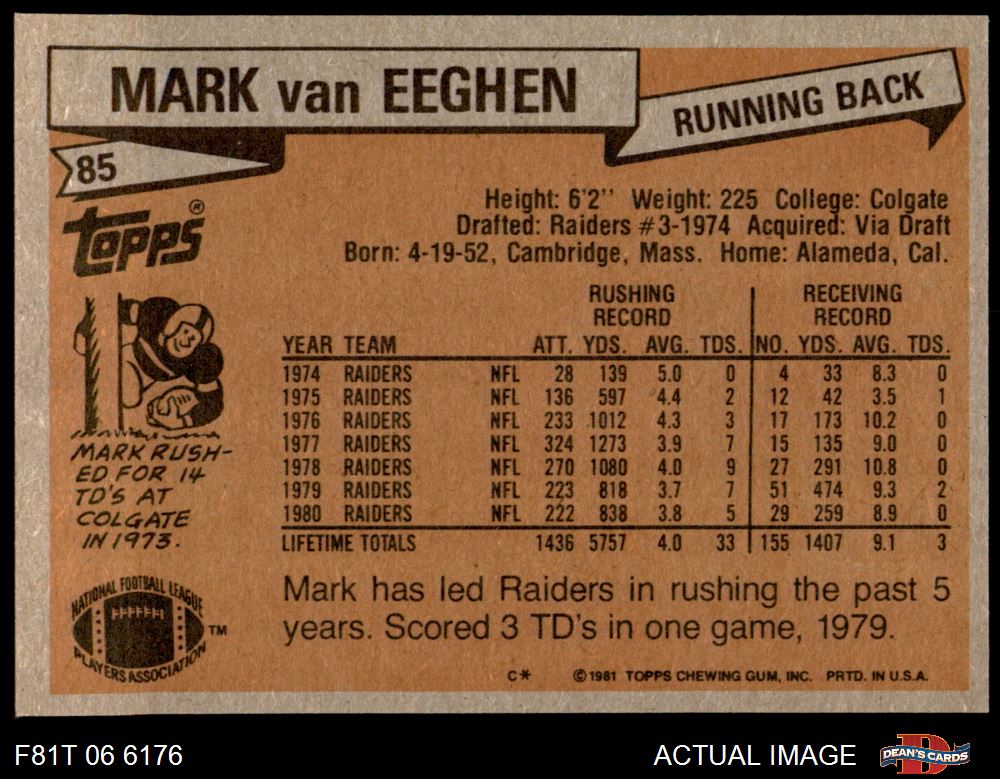 MARK van EEGHEN
RUNNING BACK
85
topps®
Height: 6'2'' Weight: 225 College: Colgate
Drafted: Raiders #3-1974 Acquired: Via Draft
Born: 4-19-52, Cambridge, Mass. Home: Alameda, Cal.
RUSHING RECORD RECEIVING RECORD
YEAR TEAM ATT. YDS. AVG. TDS. NO. YDS. AVG. TDS.
1974 RAIDERS NFL 28 139 5.0 0 4 33 8.3 0
1975 RAIDERS NFL 136 597 4.4 2 12 42 3.5 1
1976 RAIDERS NFL 233 1012 4.3 3 17 173 10.2 0
1977 RAIDERS NFL 324 1273 3.9 7 15 135 9.0 0
1978 RAIDERS NFL 270 1080 4.0 9 27 291 10.8 0
1979 RAIDERS NFL 223 818 3.7 7 51 474 9.3 2
1980 RAIDERS NFL 222 838 3.8 5 29 259 8.9 0
LIFETIME TOTALS 1436 5757 4.0 33 155 1407 9.1 3
MARK RUSH-
ED FOR 14
TD'S AT
COLGATE
IN 1973.
NATIONAL FOOTBALL LEAGUE
PLAYERS ASSOCIATION
TM
Mark has led Raiders in rushing the past 5
years. Scored 3 TD's in one game, 1979.
C* ©1981 TOPPS CHEWING GUM, INC. PRTD. IN U.S.A.
F81T 06 6176
ACTUAL IMAGE
DEAN'S CARDS